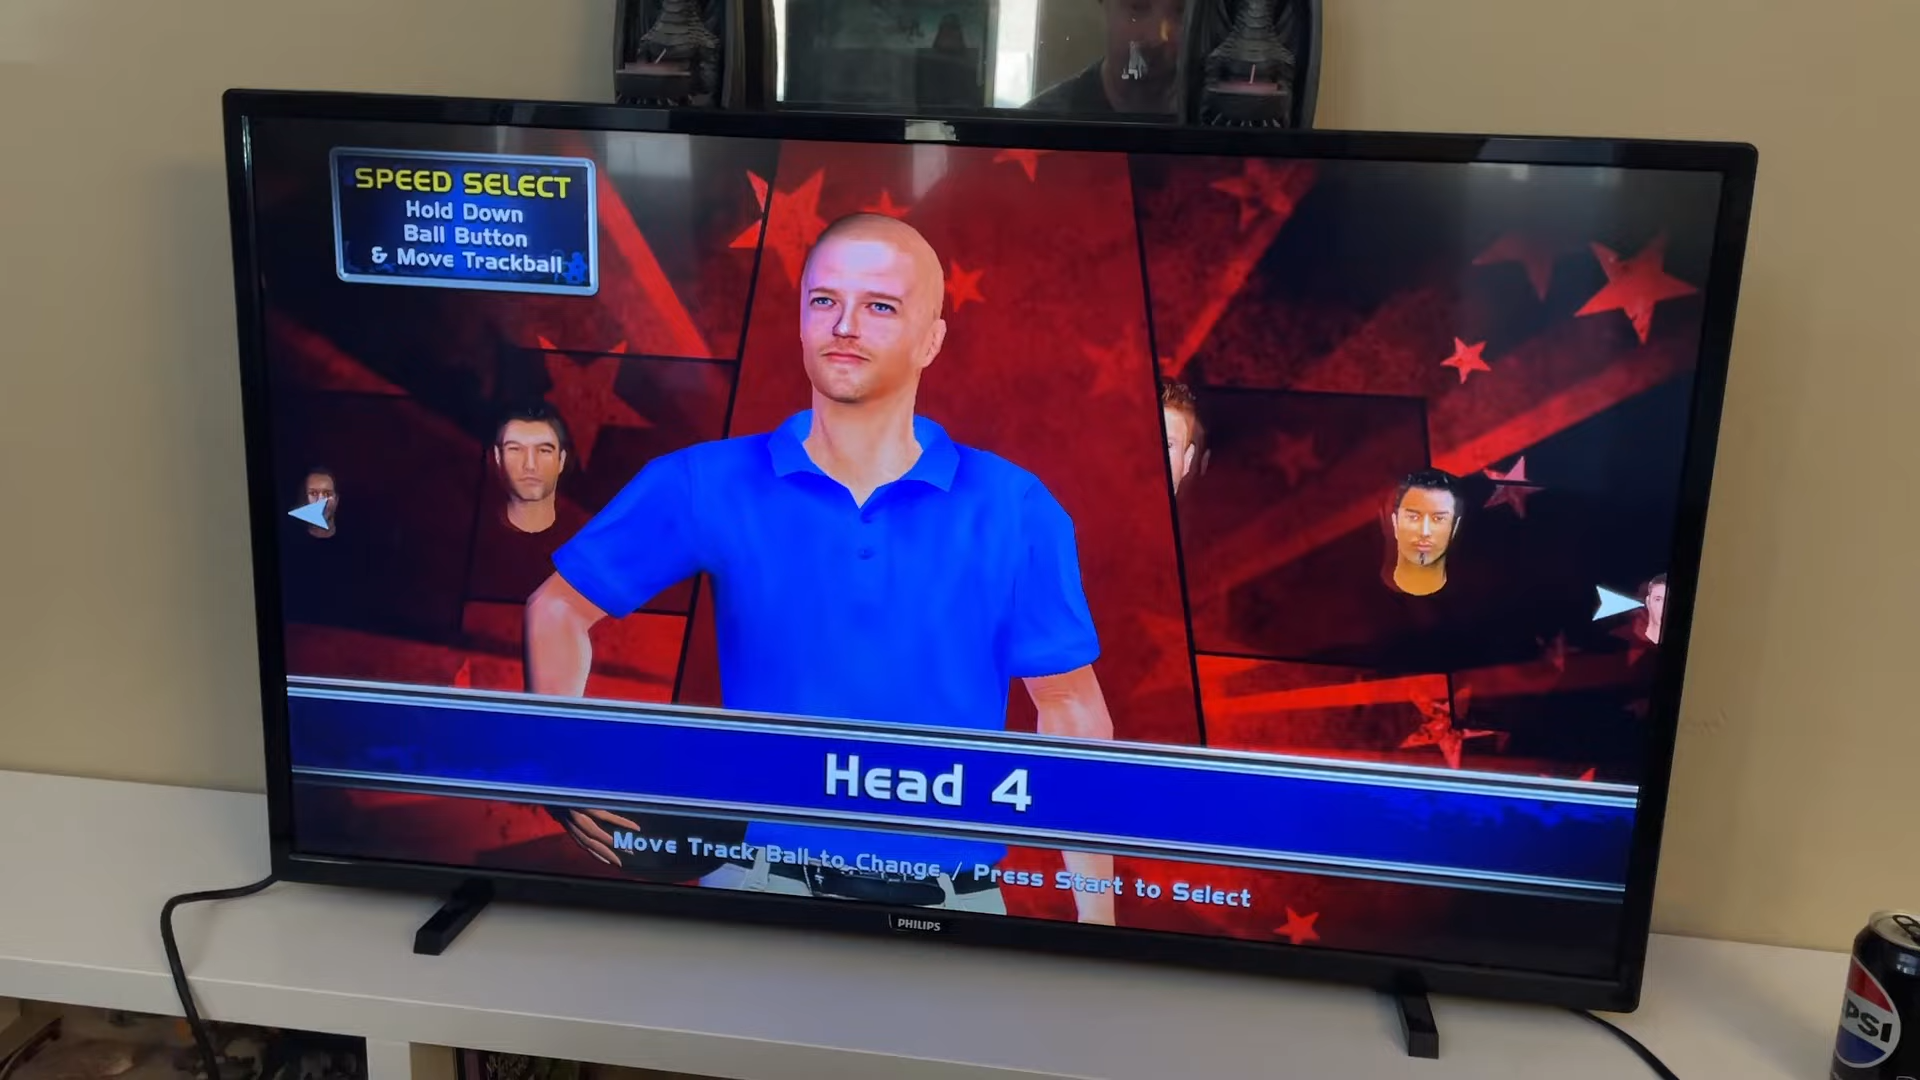 SPEED SELECT
Hold Down
Ball Button
& Move Trackball
Head 4
Move Track Ball to Change / Press Start to Select
PHILIPS
PSI